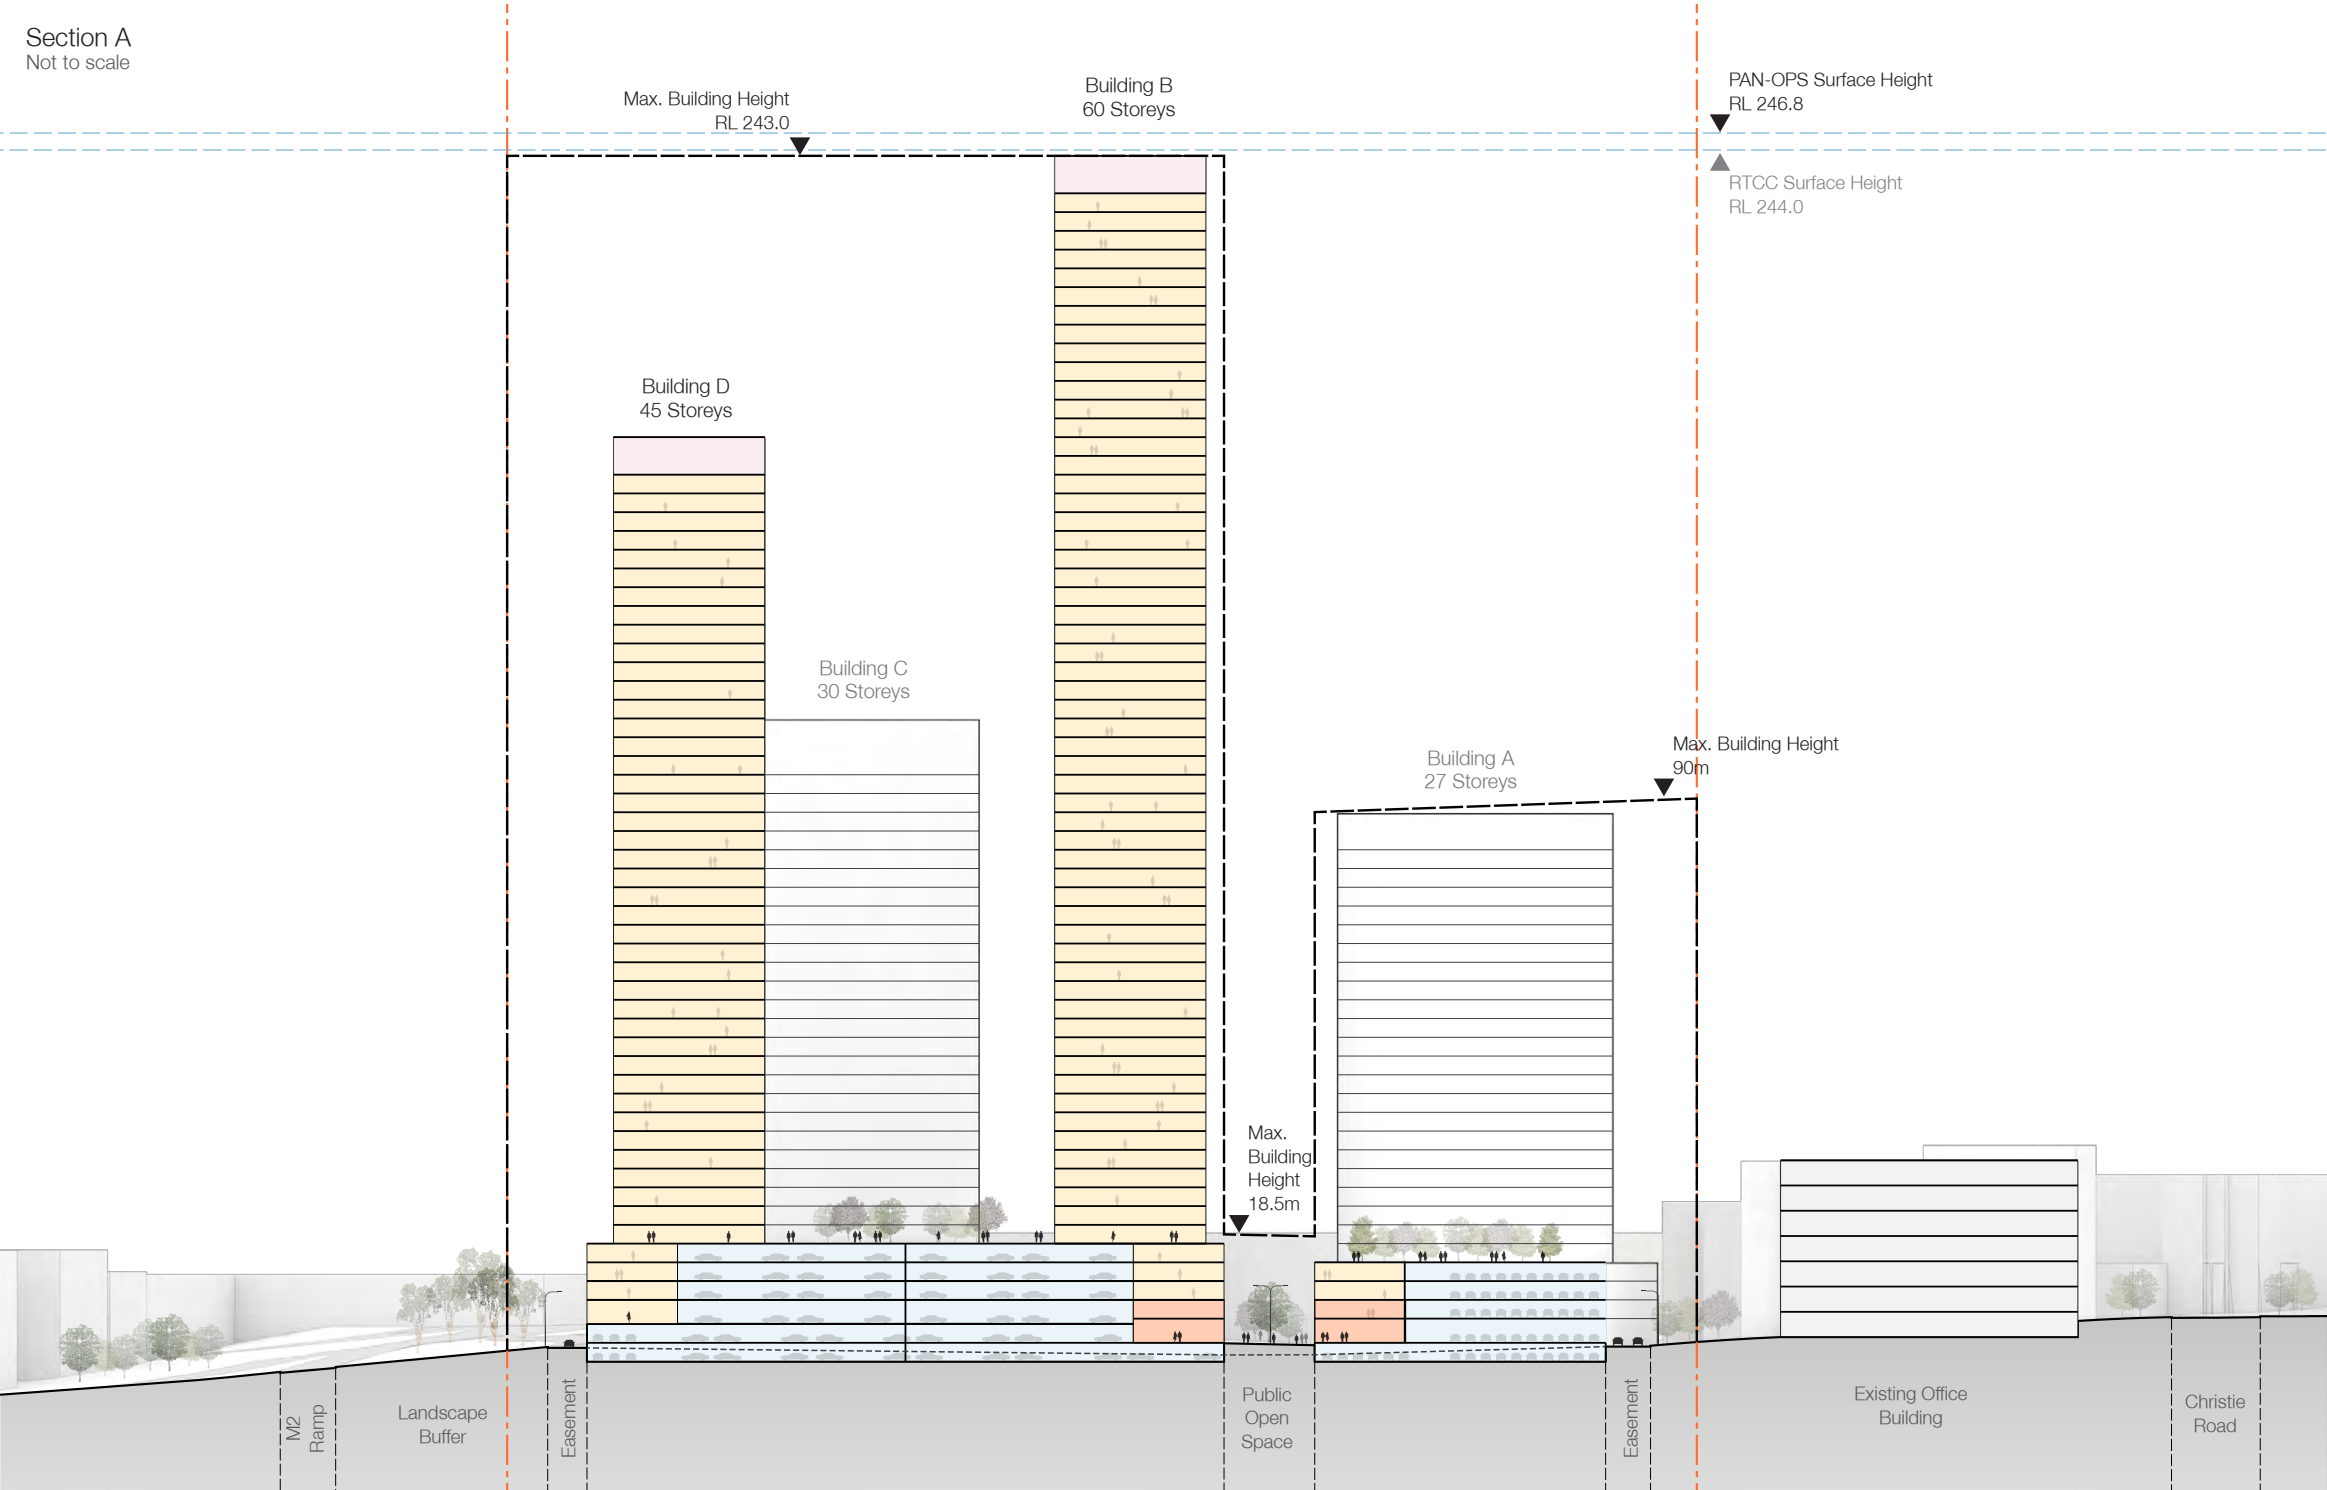 Section A
Not to scale
Max. Building Height
RL 243.0
Building B
60 Storeys
PAN-OPS Surface Height
RL 246.8
RTCC Surface Height
RL 244.0
Building D
45 Storeys
Building C
30 Storeys
Building A
27 Storeys
Max. Building Height
90m
Max.
Building
Height
18.5m
M2
Ramp
Landscape
Buffer
Easement
Public
Open
Space
Easement
Existing Office
Building
Christie
Road